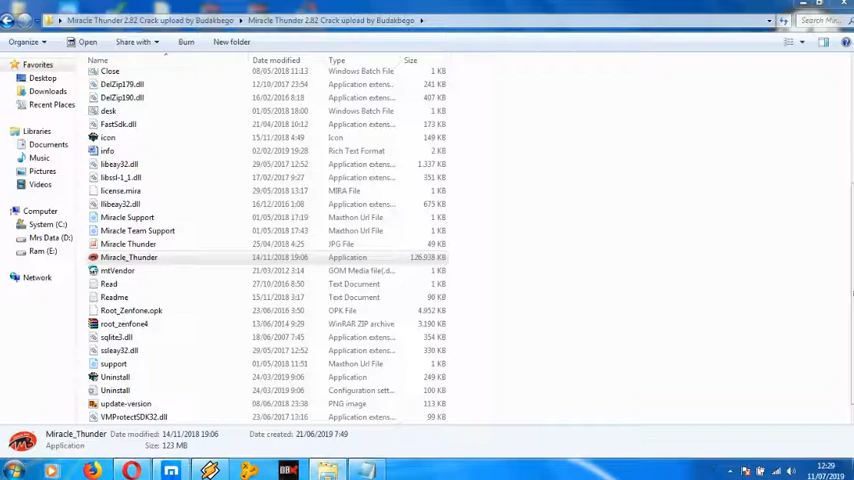 Miracle Thunder 2.82 Crack upload by Budakbego ▸ Miracle Thunder 2.82 Crack upload by Budakbego ▸
Search Min...
Organize Open Share with Burn New folder
Favorites
Desktop
Downloads
Recent Places
Libraries
Documents
Music
Pictures
Videos
Computer
System (C:)
Mrs Data (D:)
Ram (E:)
Network
Name Date modified Type Size
Close 08/05/2018 11:13 Windows Batch File 1 KB
DelZip179.dll 12/10/2017 23:54 Application extens... 241 KB
DelZip190.dll 16/02/2016 8:18 Application extens... 407 KB
desk 01/05/2018 18:00 Windows Batch File 1 KB
FastSdk.dll 21/04/2018 10:12 Application extens... 173 KB
icon 15/11/2018 4:49 Icon 149 KB
info 02/02/2019 19:28 Rich Text Format 2 KB
libeay32.dll 29/05/2017 12:52 Application extens... 1.337 KB
libssl-1_1.dll 17/02/2017 9:27 Application extens... 351 KB
license.mira 29/05/2018 13:17 MIRA File 1 KB
llibeay32.dll 16/12/2016 1:08 Application extens... 675 KB
Miracle Support 01/05/2018 17:19 Maxthon Url File 1 KB
Miracle Team Support 01/05/2018 17:43 Maxthon Url File 1 KB
Miracle Thunder 25/04/2018 4:25 JPG File 49 KB
Miracle_Thunder 14/11/2018 19:06 Application 126.938 KB
mtVendor 21/03/2012 3:14 GOM Media file(.d... 1 KB
Read 27/10/2016 8:50 Text Document 1 KB
Readme 15/11/2018 3:17 Text Document 90 KB
Root_Zenfone.opk 23/06/2016 3:50 OPK File 4.952 KB
root_zenfone4 13/06/2014 9:29 WinRAR ZIP archive 3.190 KB
sqlite3.dll 18/06/2007 7:45 Application extens... 354 KB
ssleay32.dll 29/05/2017 12:52 Application extens... 330 KB
support 01/05/2018 11:51 Maxthon Url File 1 KB
Uninstall 24/03/2019 9:06 Application 249 KB
Uninstall 24/03/2019 9:06 Configuration sett... 100 KB
update-version 08/06/2018 23:38 PNG image 113 KB
VMProtectSDK32.dll 23/06/2017 13:16 Application extens... 99 KB
Miracle_Thunder Date modified: 14/11/2018 19:06 Date created: 21/06/2019 7:49
Application Size: 123 MB
12:29
11/07/2019